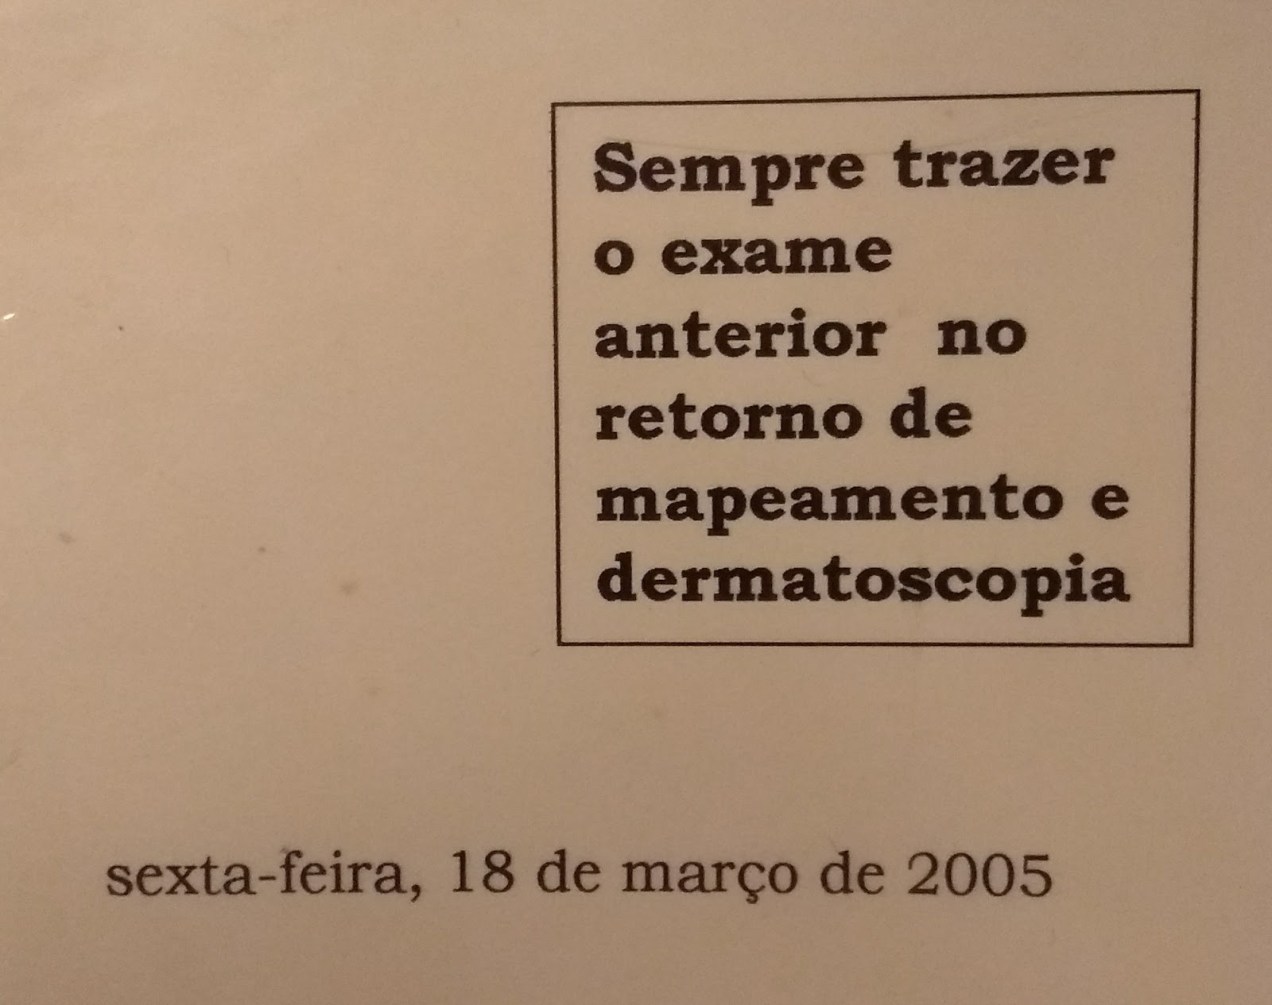 Sempre trazer
o exame
anterior no
retorno de
mapeamento e
dermatoscopia
sexta-feira, 18 de março de 2005